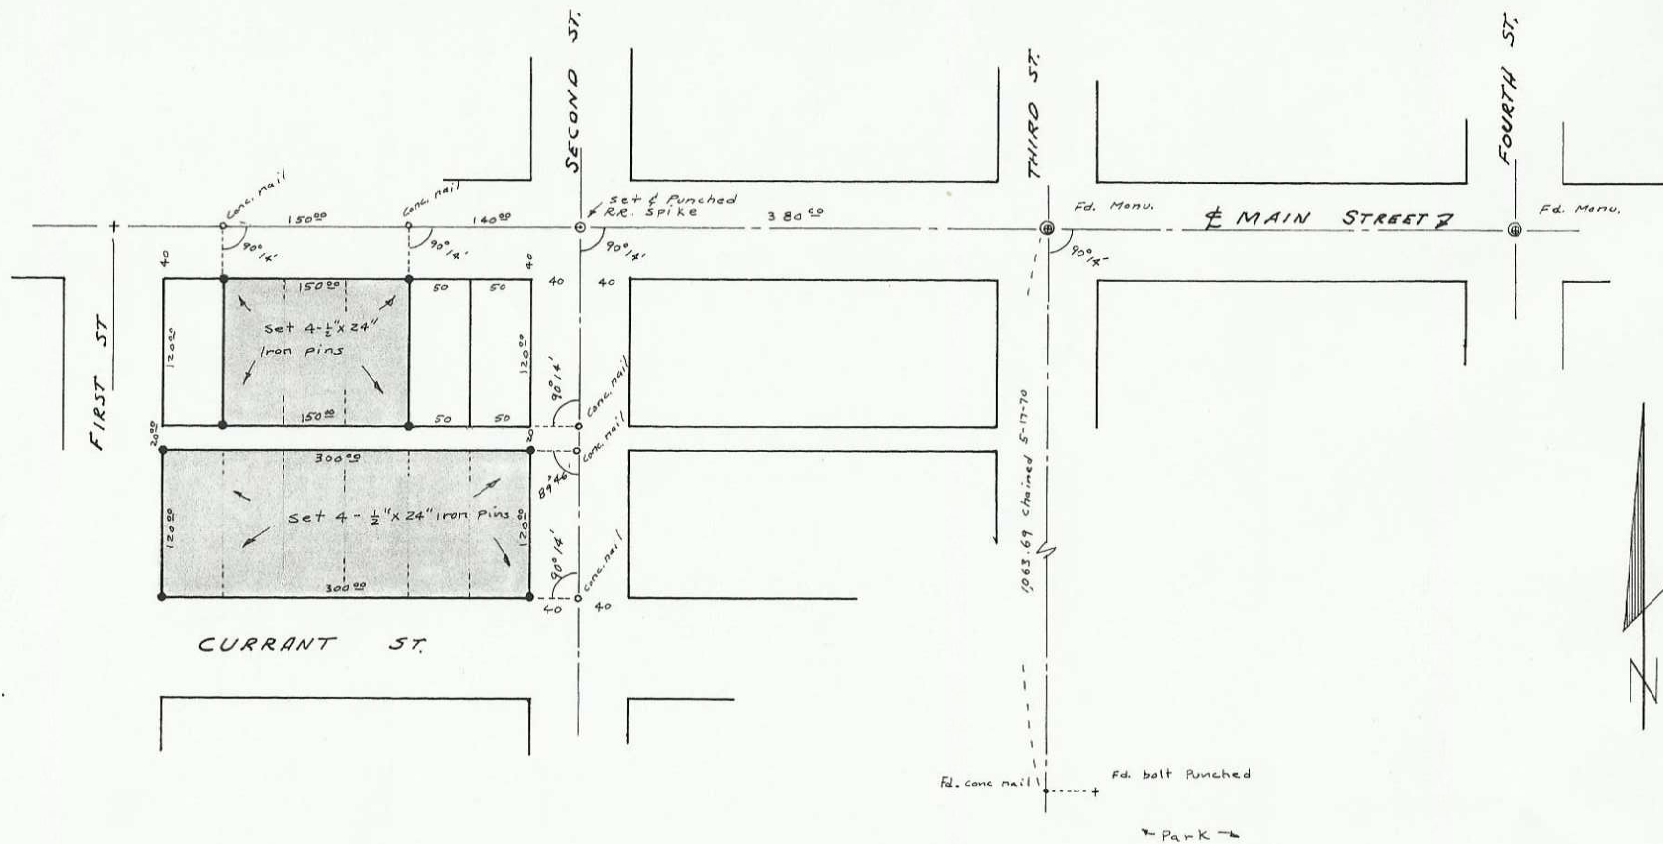 SECOND ST.
THIRD ST.
FOURTH ST.
FIRST ST
Conc. nail
Conc. nail
Set & Punched
R.R. Spike
150 00
140 00
380 00
Fd. Monu.
℄ MAIN STREET
Fd. Monu.
90°14'
90°14'
90°14'
90°14'
40
40
40
40
150 00
50
50
Set 4-½"x24"
Iron pins
120 00
120 00
90°14'
Conc. nail
150 00
50
50
20 00
20
Conc. nail
300 00
89°46'
Set 4-½"x24" Iron Pins
120 00
120 00
90°14'
Conc. nail
300 00
40
40
1063.69 chained 5-17-70
CURRANT ST.
Fd. conc nail
Fd. bolt Punched
Park
N